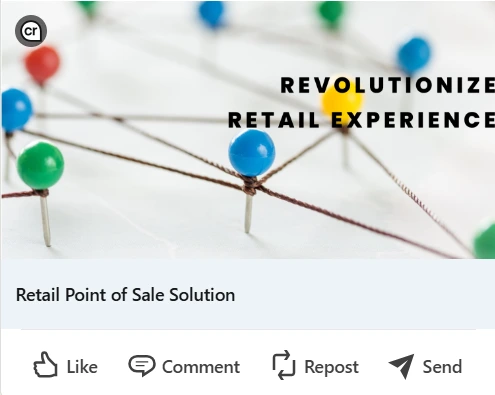 cr
REVOLUTIONIZE
RETAIL EXPERIENCE
Retail Point of Sale Solution
Like Comment Repost Send